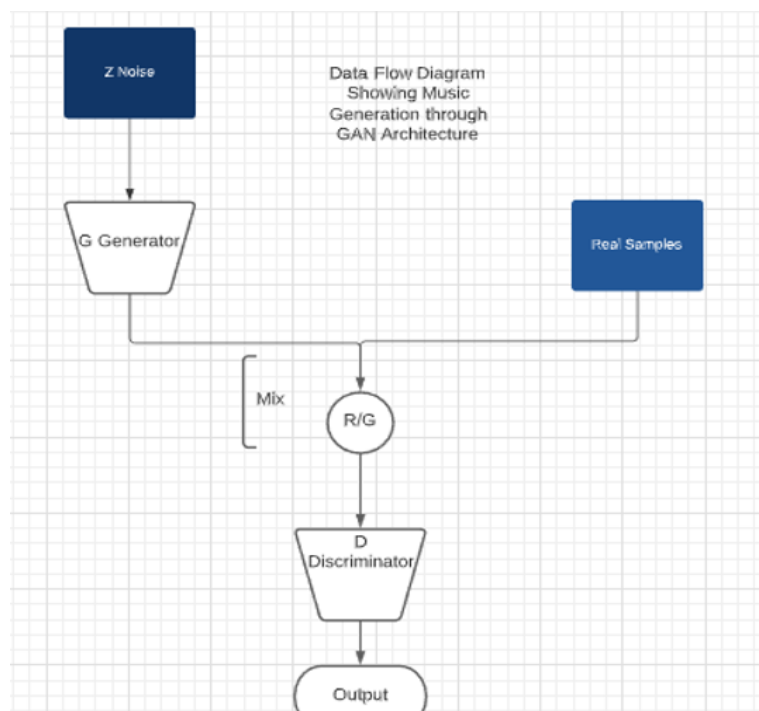 Z Noise
Data Flow Diagram
Showing Music
Generation through
GAN Architecture
G Generator
Real Samples
Mix
R/G
D
Discriminator
Output